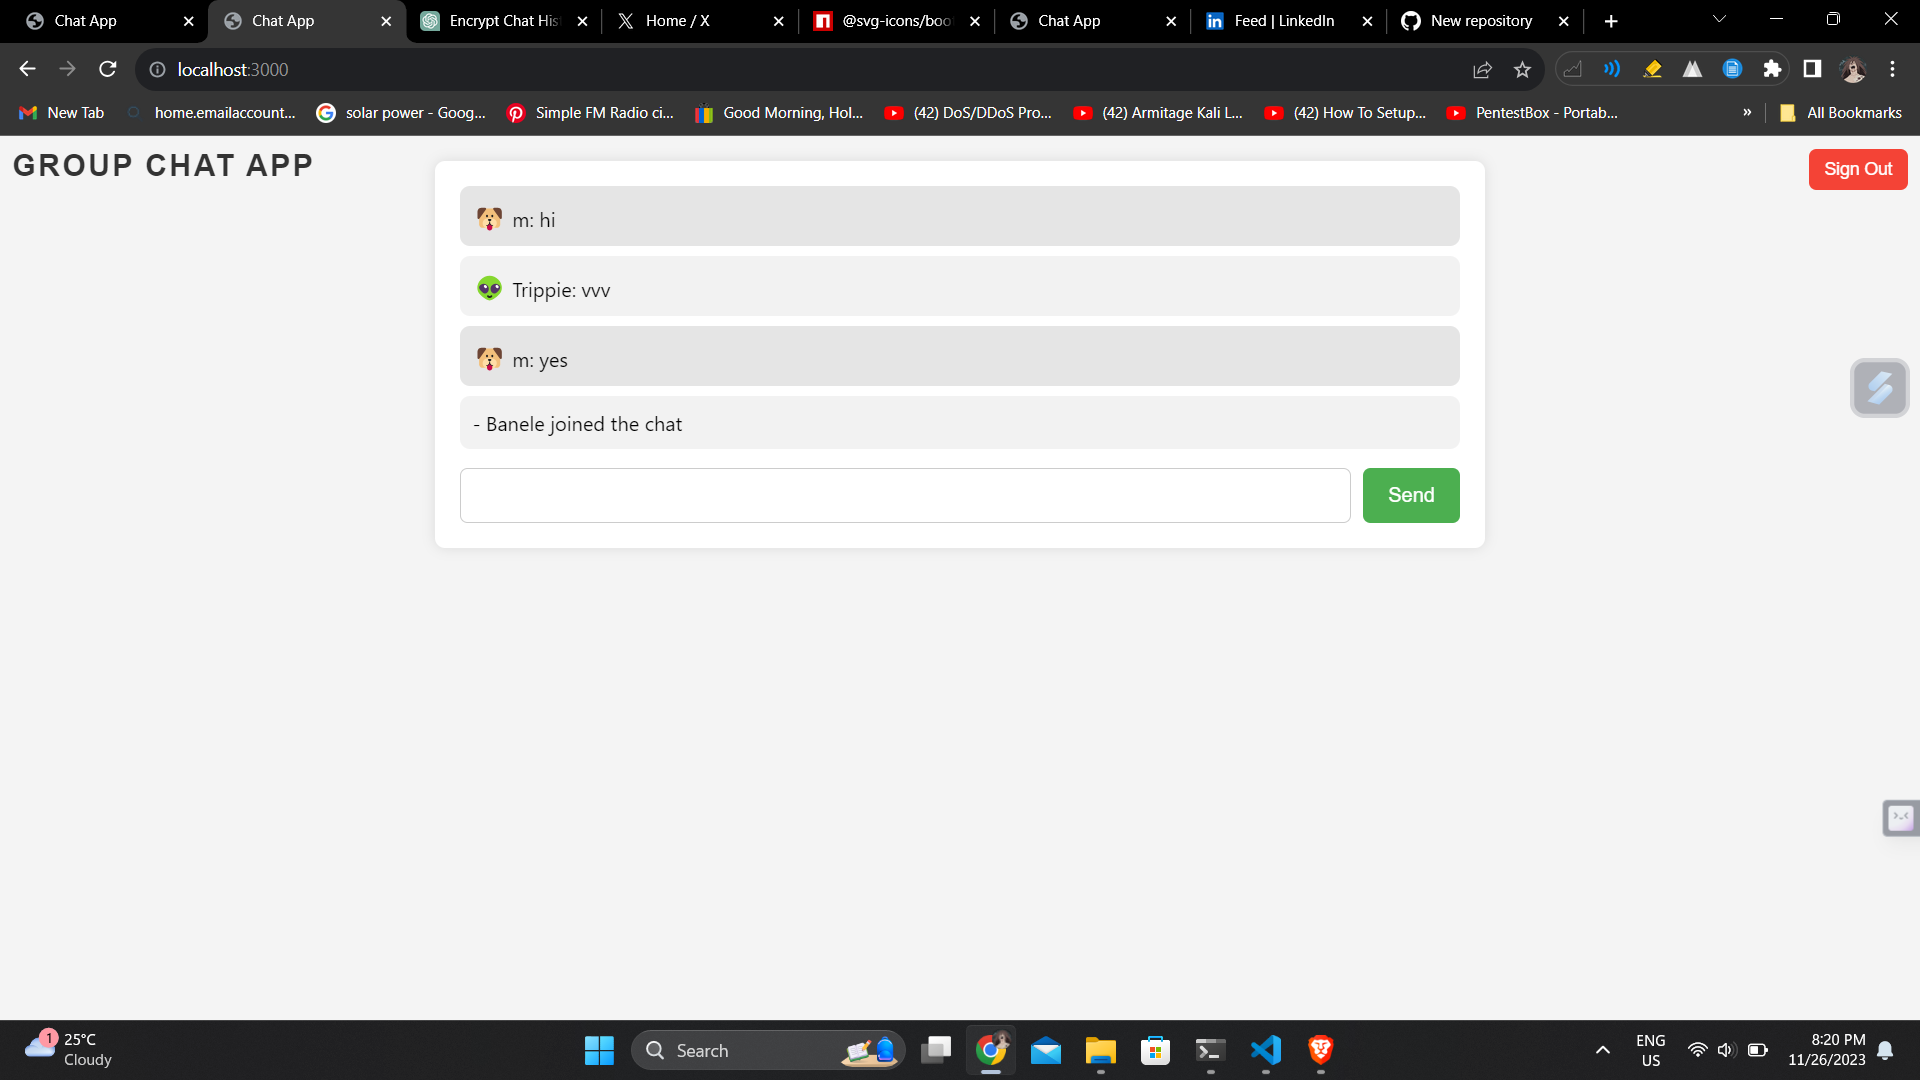 Chat App
Chat App
Encrypt Chat His
Home / X
@svg-icons/boo
Chat App
Feed | LinkedIn
New repository
localhost:3000
New Tab
home.emailaccount...
solar power - Goog...
Simple FM Radio ci...
Good Morning, Hol...
(42) DoS/DDoS Pro...
(42) Armitage Kali L...
(42) How To Setup...
PentestBox - Portab...
»
All Bookmarks
GROUP CHAT APP
Sign Out
m: hi
Trippie: vvv
m: yes
- Banele joined the chat
Send
1
25°C
Cloudy
Search
ENG
US
8:20 PM
11/26/2023